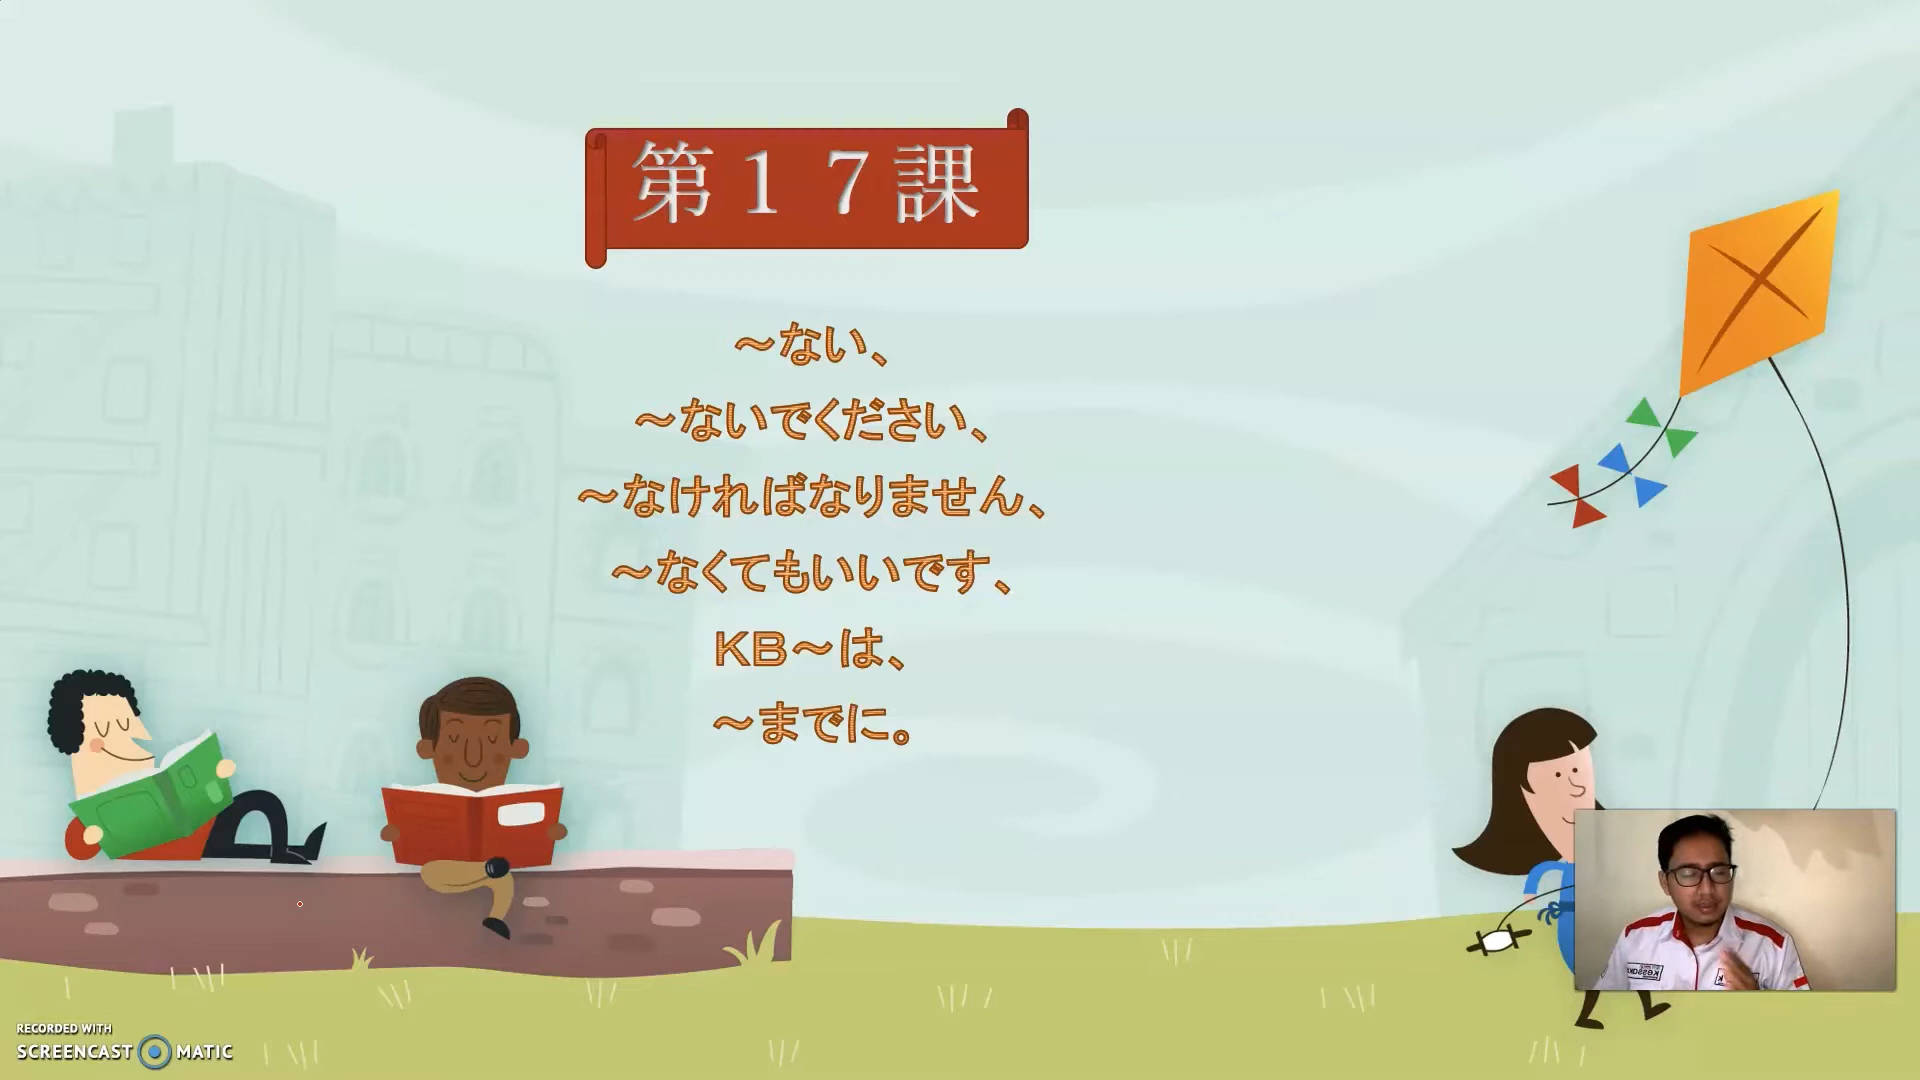 第１７課
～ない、
～ないでください、
～なければなりません、
～なくてもいいです、
KB～は、
～までに。
RECORDED WITH
SCREENCAST MATIC